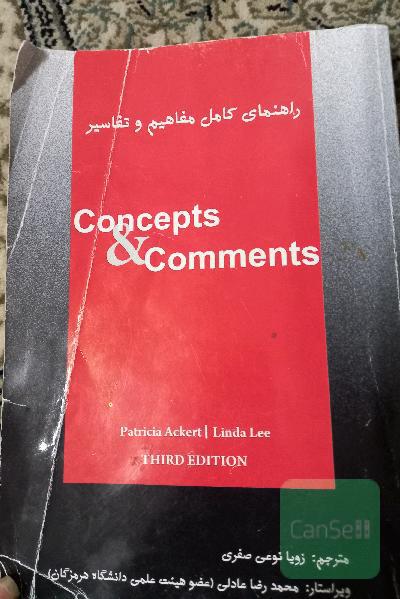 راهنمای کامل مفاهیم و تفاسیر
Concepts
& Comments
Patricia Ackert | Linda Lee
THIRD EDITION
CanSell
مترجم: زویا نوعی صفری
ویراستار: محمد رضا عادلی (عضو هیئت علمی دانشگاه هرمزگان)